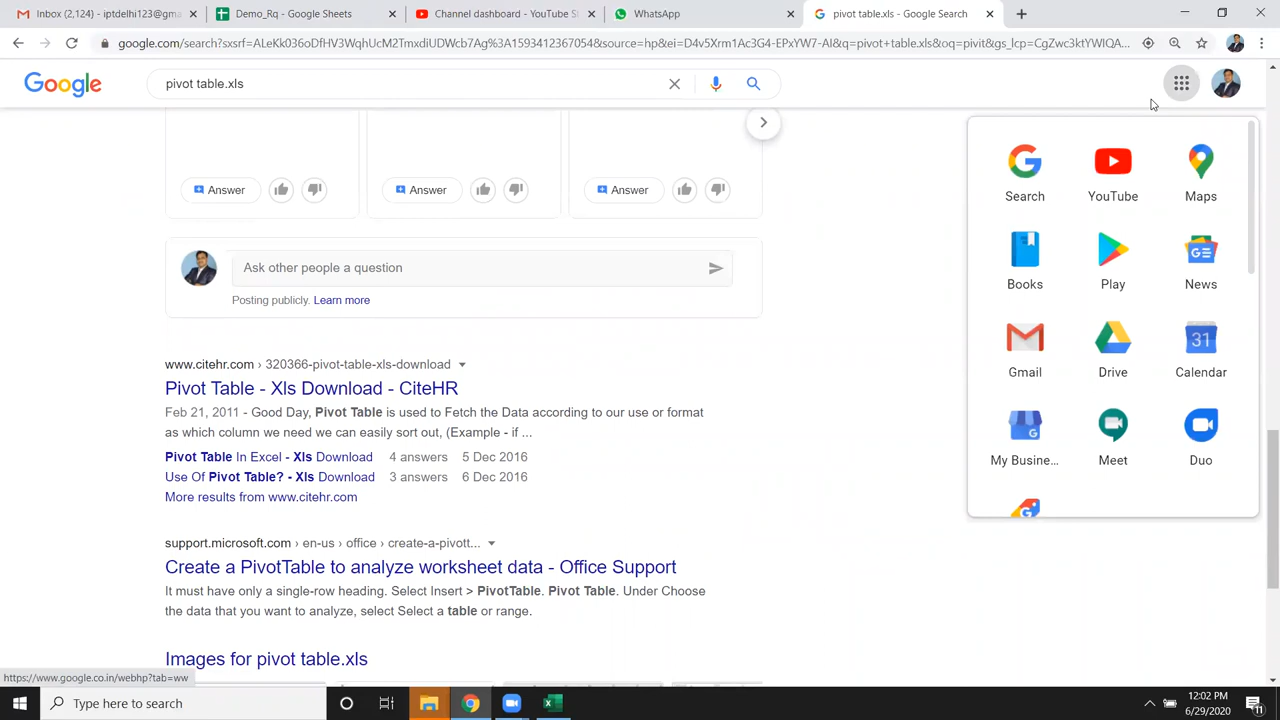 Inbox (2,124) - iptdelhi123@gma
Demo_Rq - Google Sheets
Channel dashboard - YouTube St
WhatsApp
pivot table.xls - Google Search
google.com/search?sxsrf=ALeKk036oDfHV3WqhUcM2TmxdiUDWcb7Ag%3A1593412367054&source=hp&ei=D4v5Xrm1Ac3G4-EPxYW7-AI&q=pivot+table.xls&oq=pivit&gs_lcp=CgZwc3ktYWIQA...
Google
pivot table.xls
Answer
Answer
Answer
Ask other people a question
Posting publicly. Learn more
www.citehr.com › 320366-pivot-table-xls-download
Pivot Table - Xls Download - CiteHR
Feb 21, 2011 - Good Day, Pivot Table is used to Fetch the Data according to our use or format
as which column we need we can easily sort out, (Example - if ...
Pivot Table In Excel - Xls Download 4 answers 5 Dec 2016
Use Of Pivot Table? - Xls Download 3 answers 6 Dec 2016
More results from www.citehr.com
support.microsoft.com › en-us › office › create-a-pivott...
Create a PivotTable to analyze worksheet data - Office Support
It must have only a single-row heading. Select Insert > PivotTable. Pivot Table. Under Choose
the data that you want to analyze, select Select a table or range.
Images for pivot table.xls
Search
YouTube
Maps
Books
Play
News
Gmail
Drive
31
Calendar
My Busine...
Meet
Duo
https://www.google.co.in/webhp?tab=ww
Type here to search
12:02 PM
6/29/2020
11